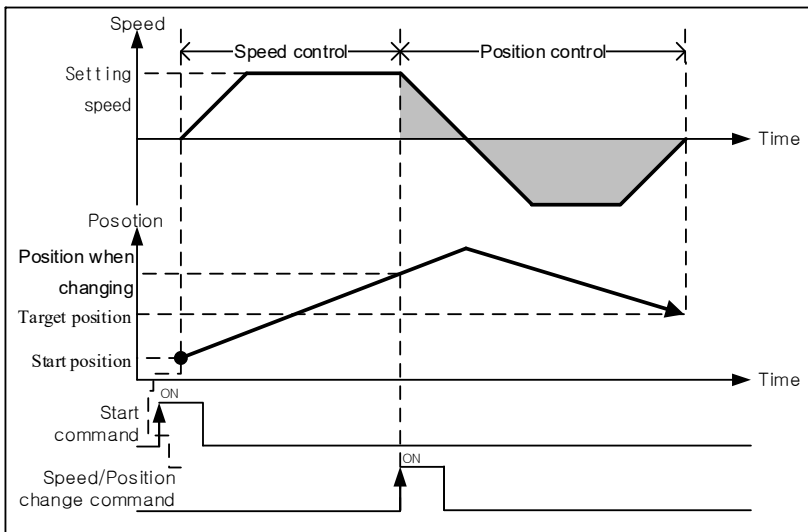 Speed
Speed control
Position control
Setting
speed
Time
Posotion
Position when
changing
Target position
Start position
Time
ON
Start
command
ON
Speed/Position
change command